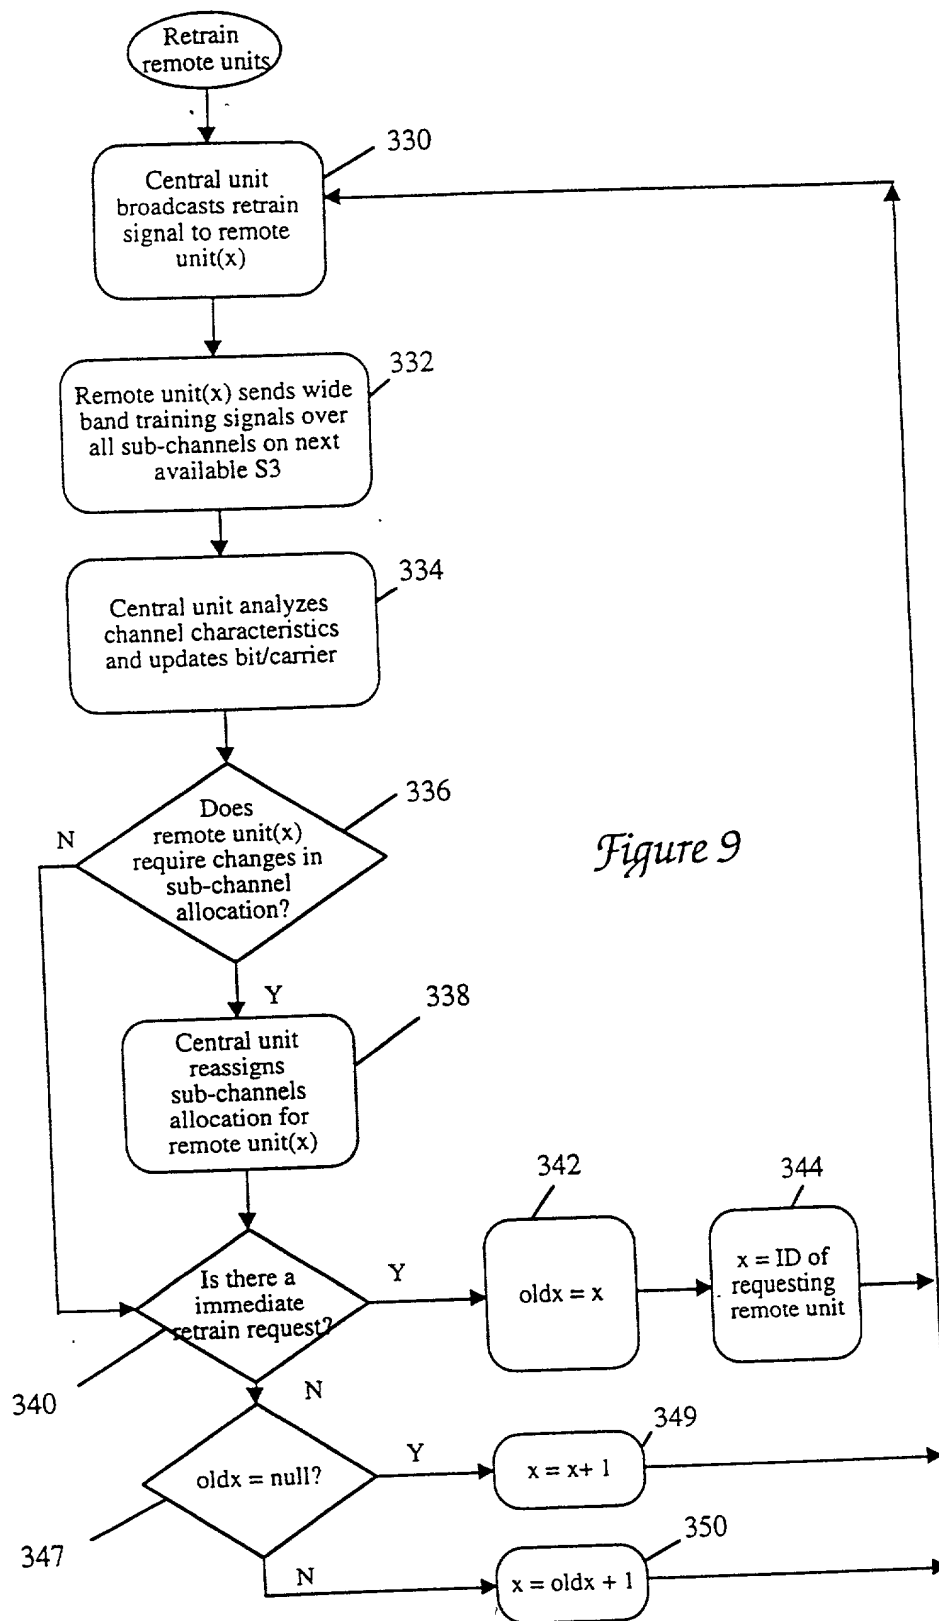 Retrain
remote units
330
Central unit
broadcasts retrain
signal to remote
unit(x)
332
Remote unit(x) sends wide
band training signals over
all sub-channels on next
available S3
334
Central unit analyzes
channel characteristics
and updates bit/carrier
336
Does
remote unit(x)
require changes in
sub-channel
allocation?
N
Figure 9
Y
338
Central unit
reassigns
sub-channels
allocation for
remote unit(x)
342
344
Is there a
immediate
retrain request?
Y
oldx = x
x = ID of
requesting
remote unit
340
N
oldx = null?
Y
349
x = x+ 1
347
N
350
x = oldx + 1